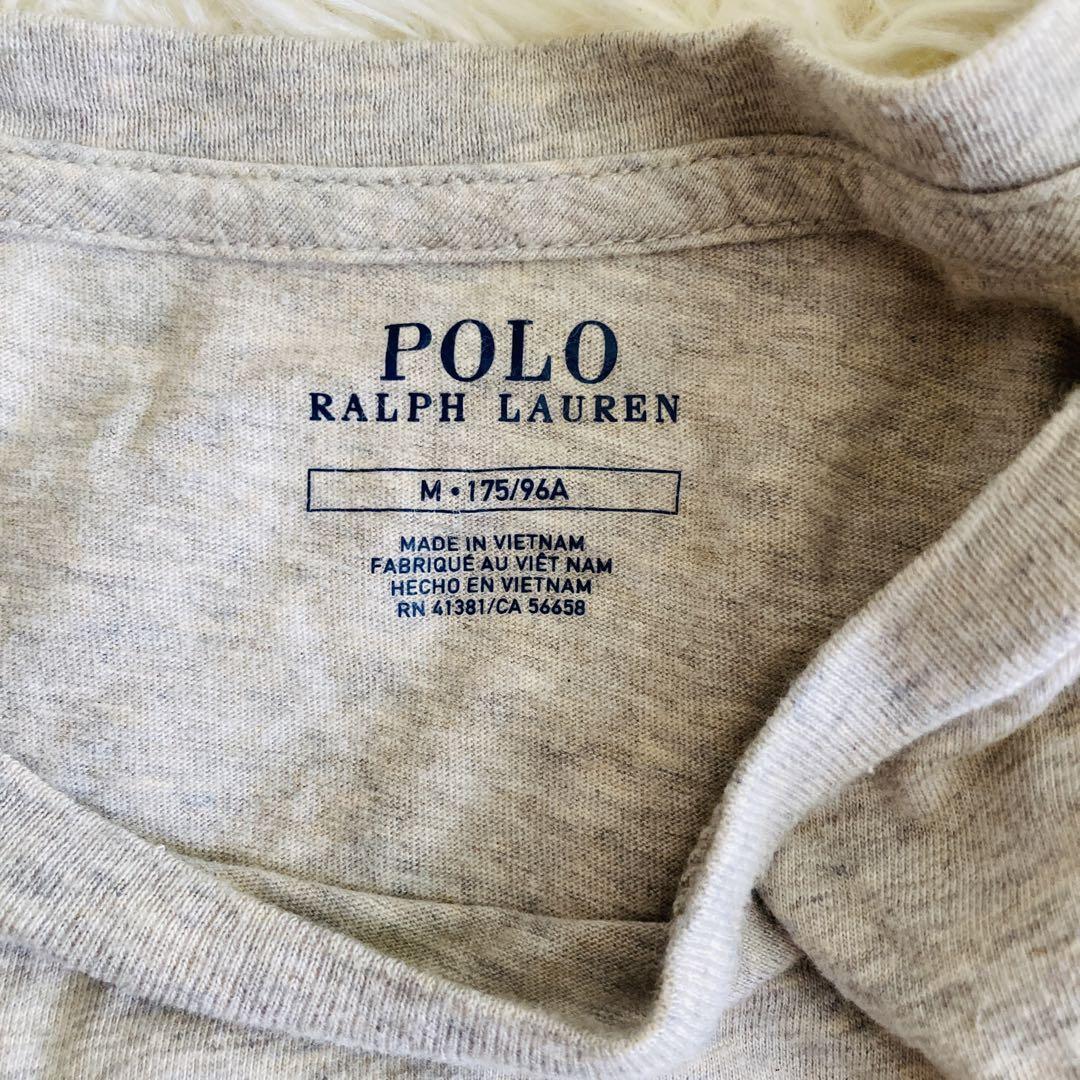 POLO
RALPH LAUREN
M • 175/96A
MADE IN VIETNAM
FABRIQUÉ AU VIÊT NAM
HECHO EN VIETNAM
RN 41381/CA 56658